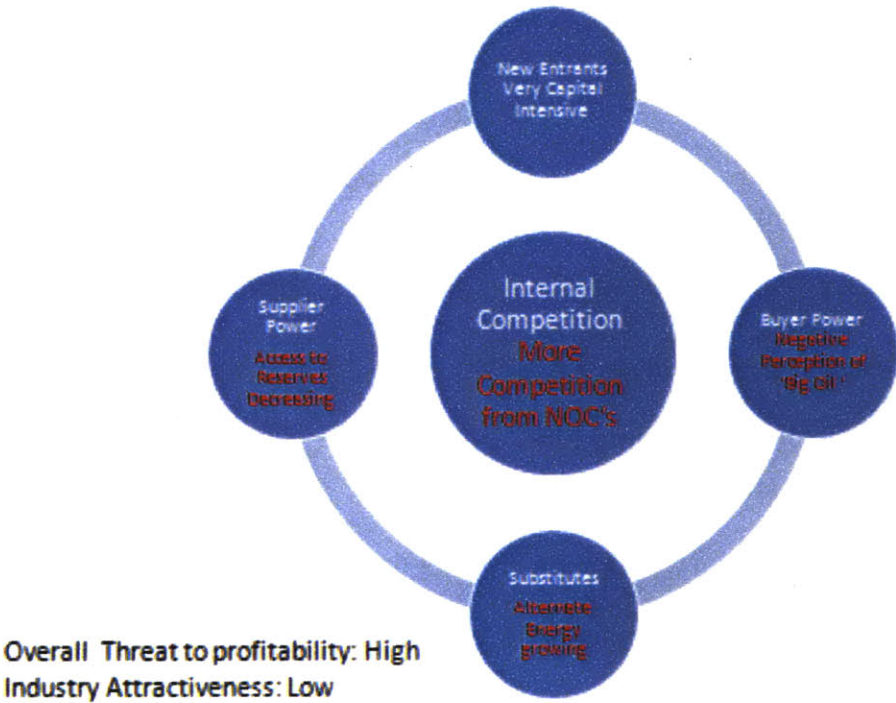 New Entrants
Very Capital
Intensive
Supplier
Power
Access to
Reserves
Decreasing
Internal
Competition
More
Competition
from NOC's
Buyer Power
Negative
Perception of
'Big Oil'
Substitutes
Alternate
Energy
growing
Overall Threat to profitability: High
Industry Attractiveness: Low